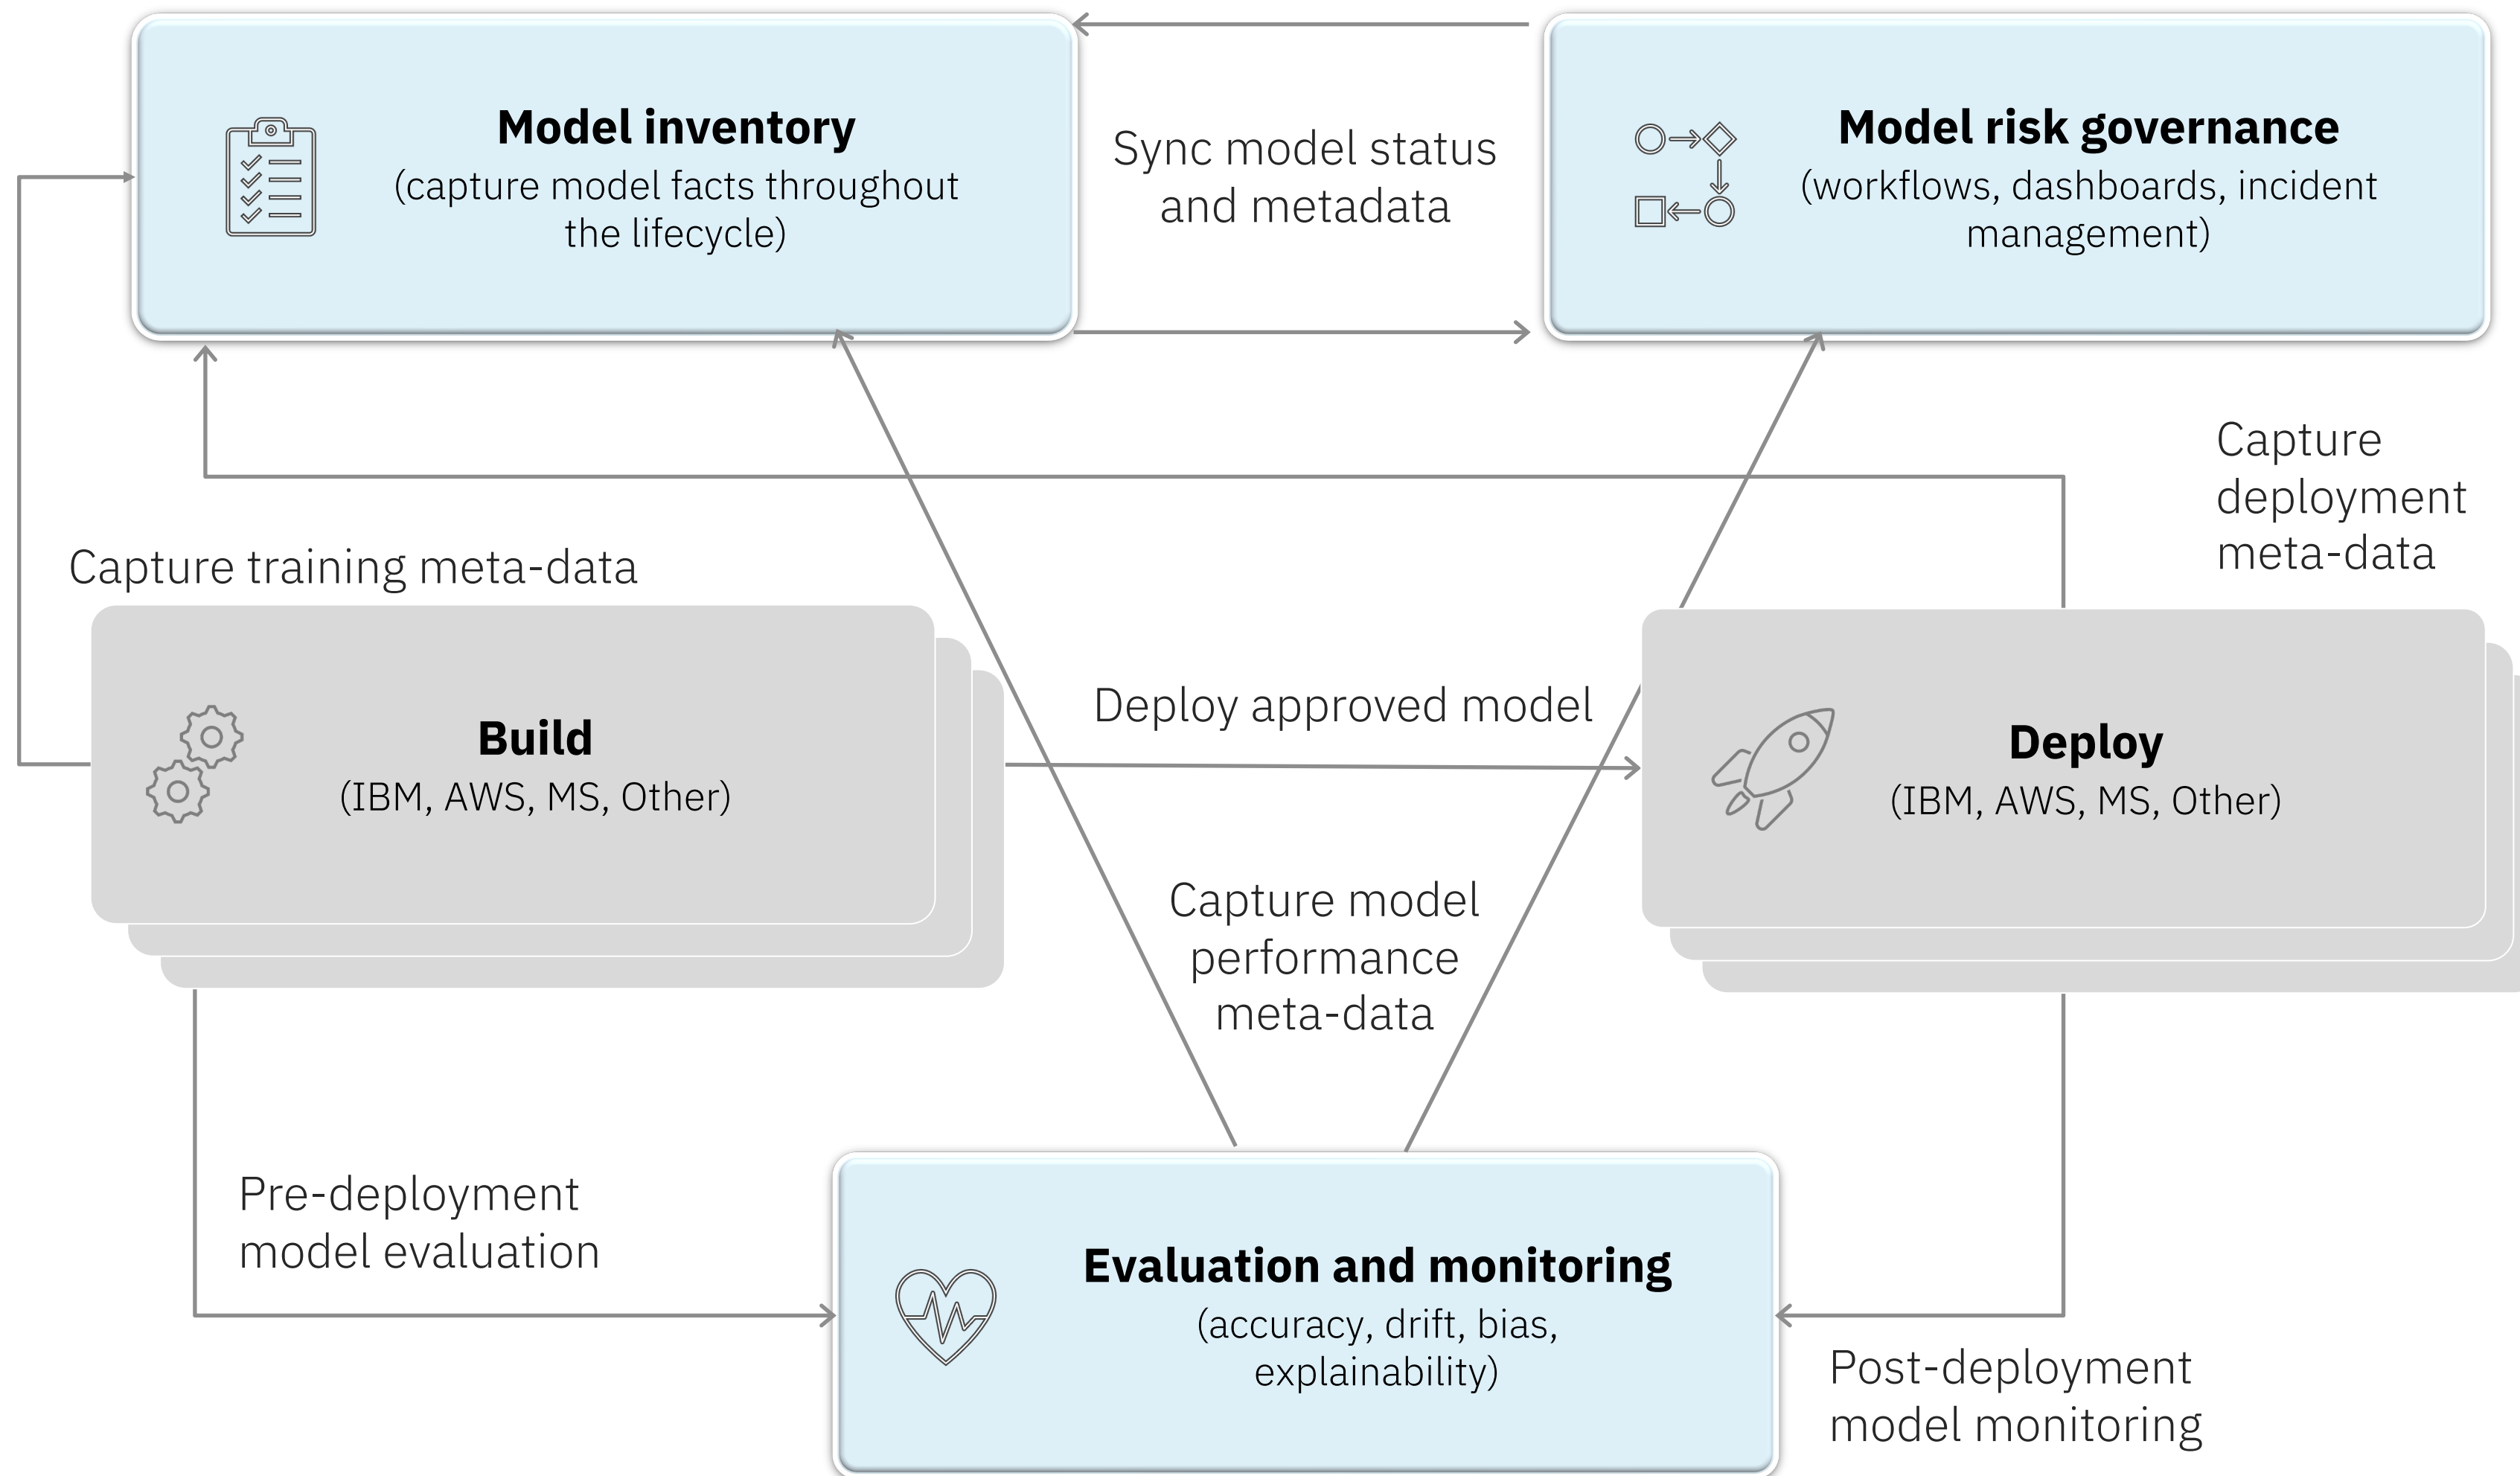 Model inventory
(capture model facts throughout
the lifecycle)
Sync model status
and metadata
Model risk governance
(workflows, dashboards, incident
management)
Capture
deployment
meta-data
Capture training meta-data
Build
(IBM, AWS, MS, Other)
Deploy approved model
Deploy
(IBM, AWS, MS, Other)
Capture model
performance
meta-data
Pre-deployment
model evaluation
Evaluation and monitoring
(accuracy, drift, bias,
explainability)
Post-deployment
model monitoring